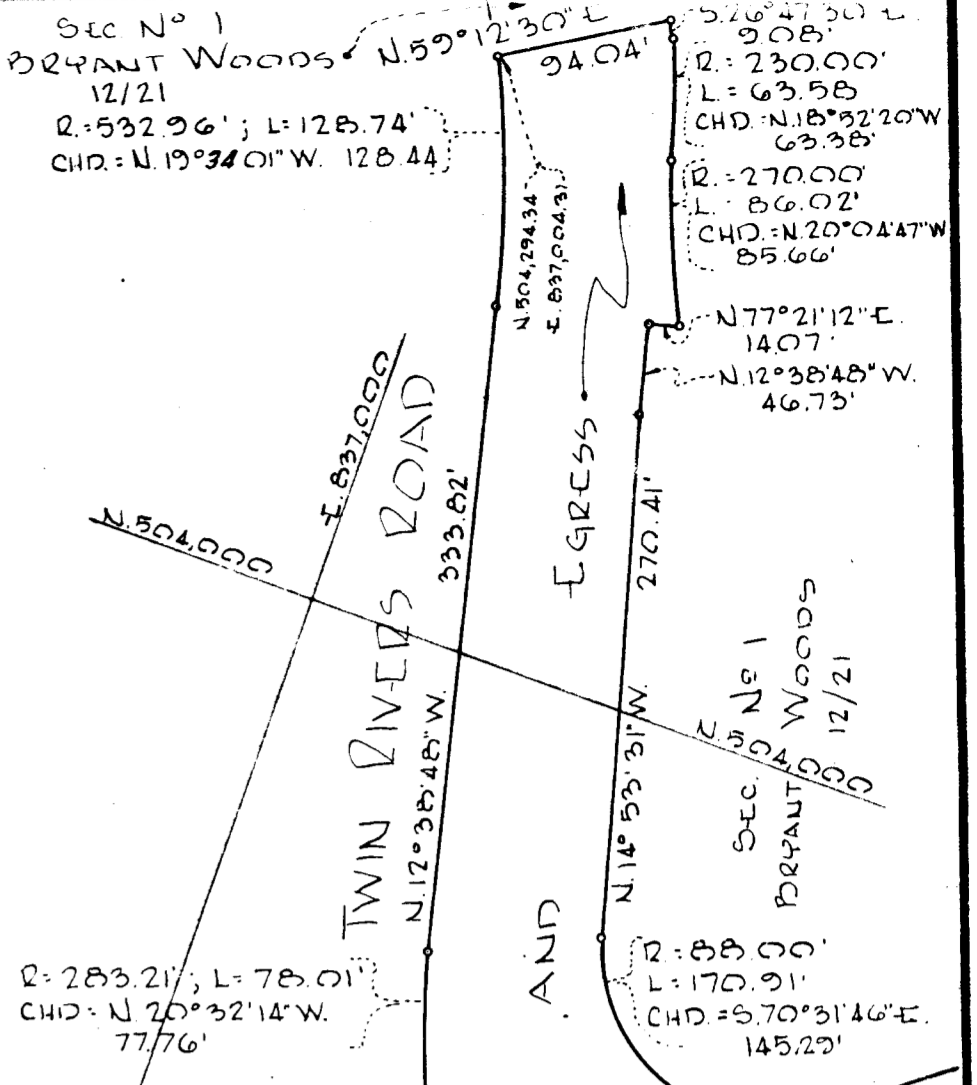 SEC Nº 1
BRYANT WOODS
12/21
R.=532.96' ; L=128.74'
CHD.= N.19°34'01"W. 128.44
N.59°12'30"E
94.04'
S.26°47'30"E.
9.08'
R.= 230.00'
L.= 63.58
CHD.=N.18°52'20"W
63.38'
R.=270.00'
L. 86.02'
CHD.=N.20°04'47"W
85.66'
N.504,294.34
E.837,004.31
N.77°21'12"E.
14.07'
N.12°38'48"W.
46.73'
E.837,000
N.504,000
TWIN RIVERS ROAD
333.82'
N.12°38'48"W.
EGRESS
270.41'
N.14°53'31"W.
SEC. Nº 1
BRYANT WOODS
12/21
N.504,000
AND
R=283.21'; L=78.01'
CHD= N.20°32'14"W.
77.76'
R=88.00'
L=170.91'
CHD.=S.70°31'46"E.
145.29'